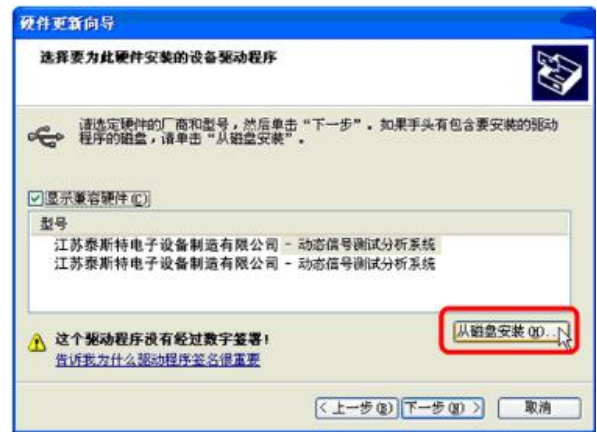 硬件更新向导
选择要为此硬件安装的设备驱动程序
请选定硬件的厂商和型号，然后单击“下一步”。如果手头有包含要安装的驱动
程序的磁盘，请单击“从磁盘安装”。
显示兼容硬件(C)
型号
江苏泰斯特电子设备制造有限公司 - 动态信号测试分析系统
江苏泰斯特电子设备制造有限公司 - 动态信号测试分析系统
从磁盘安装(H)...
这个驱动程序没有经过数字签署!
告诉我为什么驱动程序签名很重要
< 上一步(B) 下一步(N) > 取消